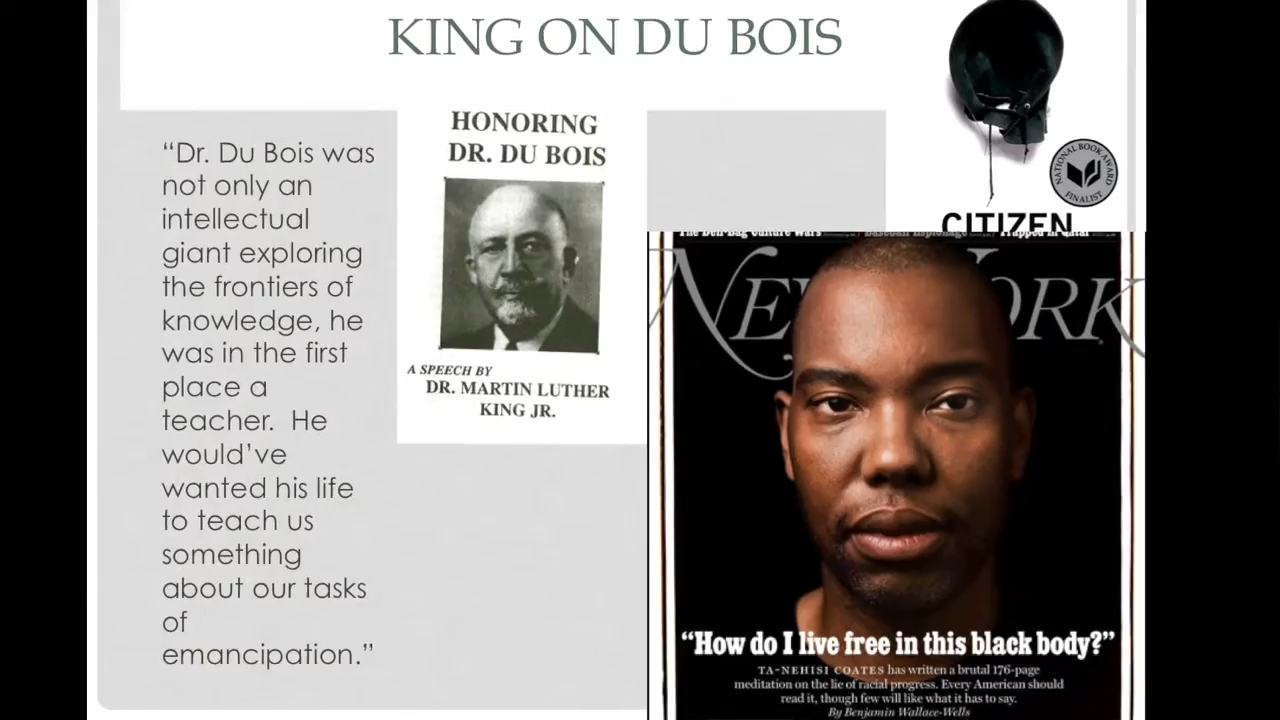 KING ON DU BOIS
“Dr. Du Bois was
not only an
intellectual
giant exploring
the frontiers of
knowledge, he
was in the first
place a
teacher.  He
would’ve
wanted his life
to teach us
something
about our tasks
of
emancipation.”
HONORING
DR. DU BOIS
A SPEECH BY
DR. MARTIN LUTHER
KING JR.
NATIONAL BOOK AWARD
FINALIST
CITIZEN
Trapped in Qatar
NEW YORK
“How do I live free in this black body?”
TA-NEHISI COATES has written a brutal 176-page
meditation on the lie of racial progress. Every American should
read it, though few will like what it has to say.
By Benjamin Wallace-Wells